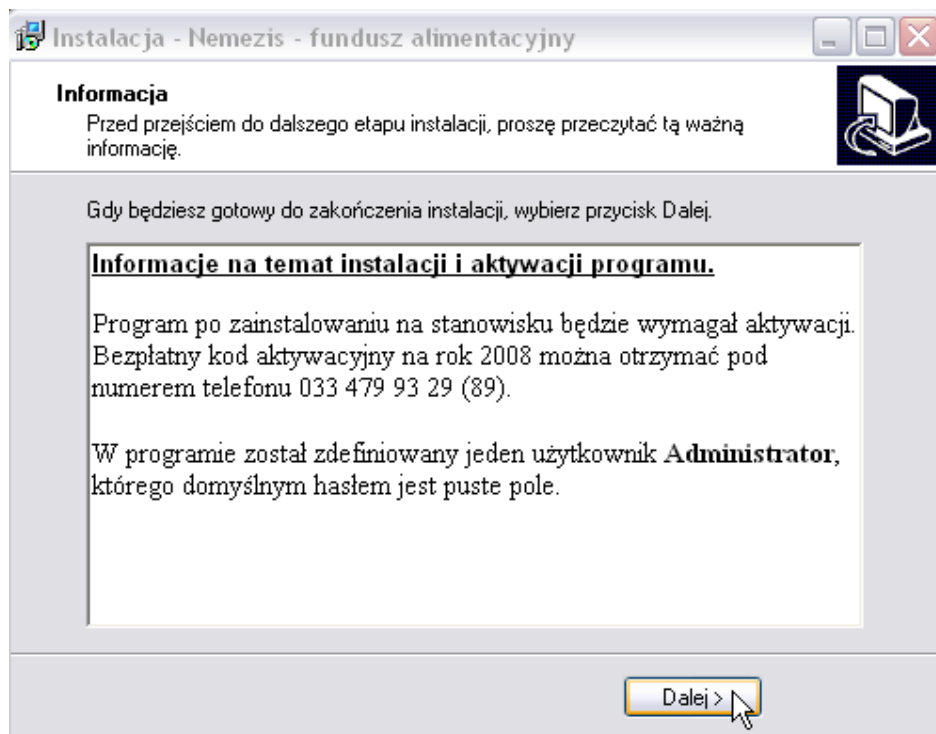 Instalacja - Nemezis - fundusz alimentacyjny
Informacja
Przed przejściem do dalszego etapu instalacji, proszę przeczytać tą ważną
informację.
Gdy będziesz gotowy do zakończenia instalacji, wybierz przycisk Dalej.
Informacje na temat instalacji i aktywacji programu.
Program po zainstalowaniu na stanowisku będzie wymagał aktywacji.
Bezpłatny kod aktywacyjny na rok 2008 można otrzymać pod
numerem telefonu 033 479 93 29 (89).
W programie został zdefiniowany jeden użytkownik Administrator,
którego domyślnym hasłem jest puste pole.
Dalej >